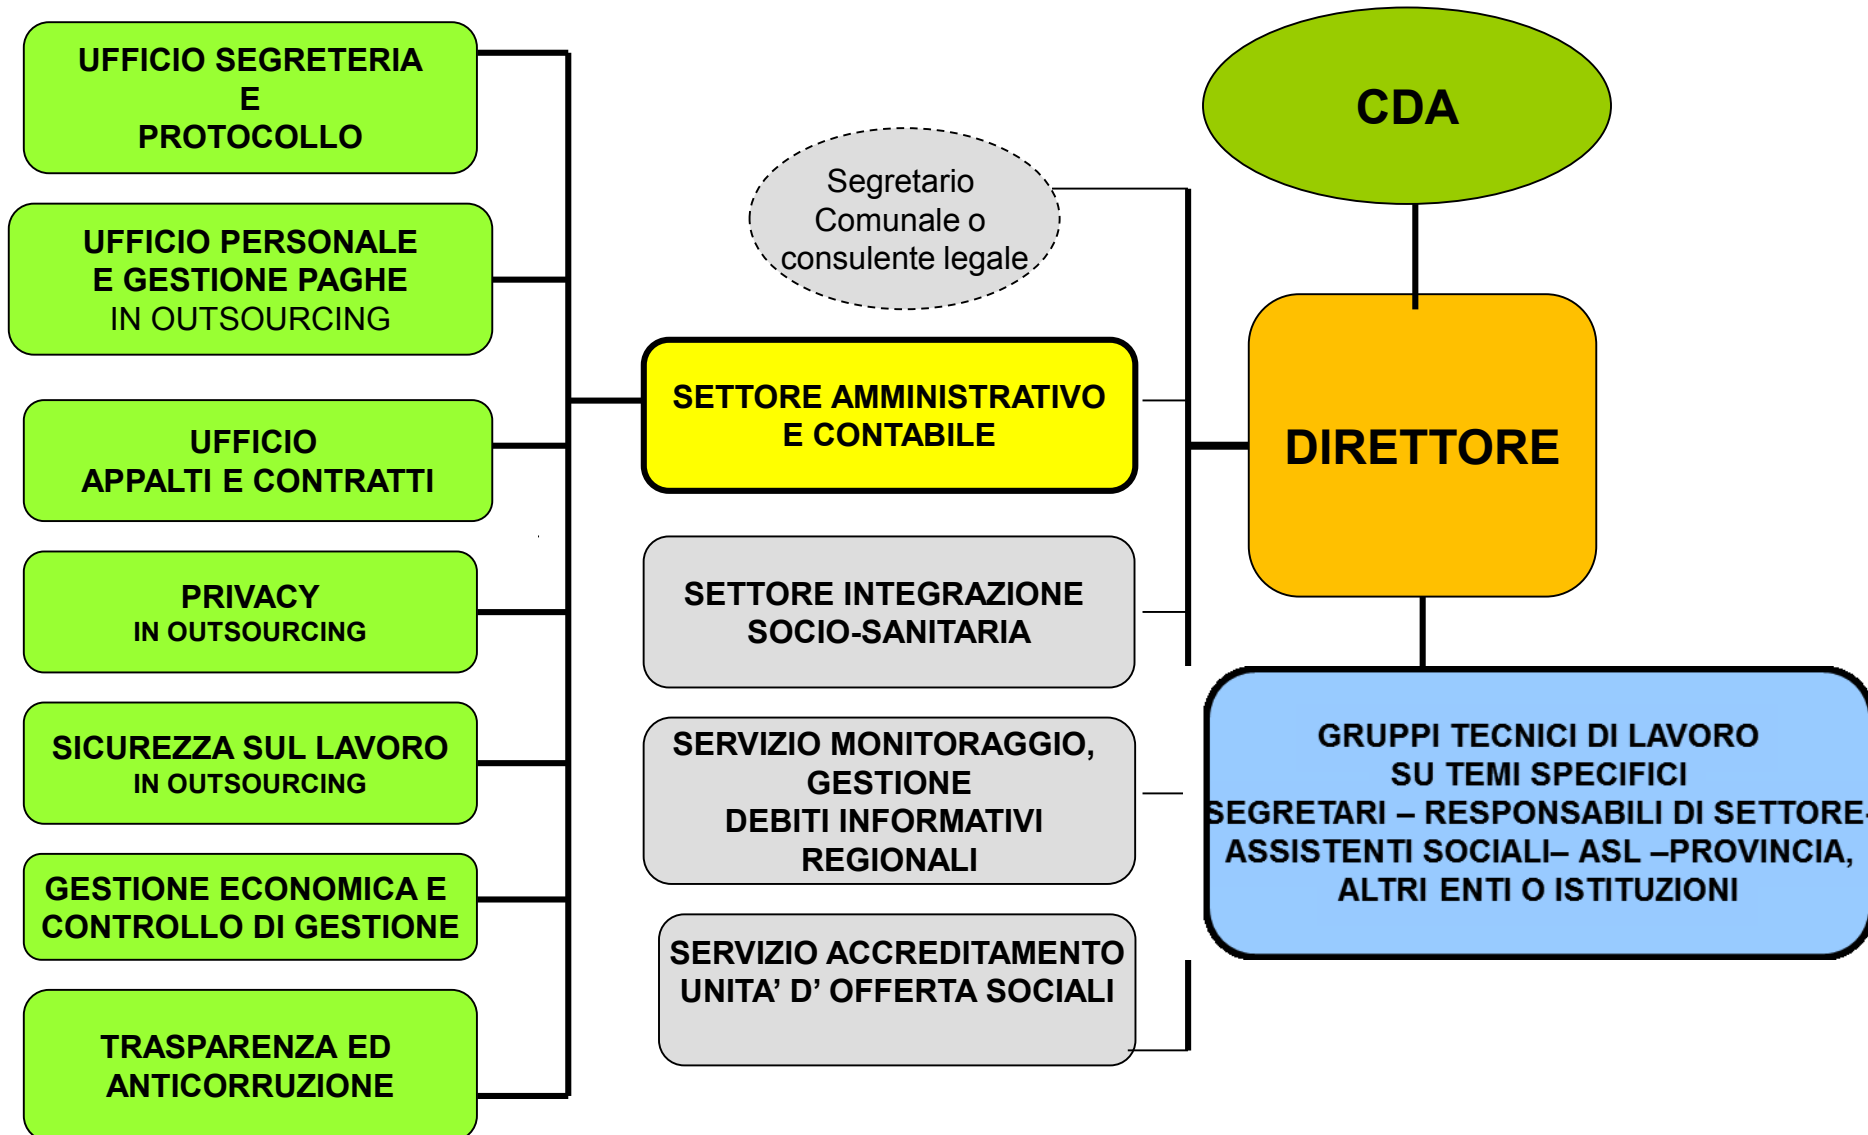 UFFICIO SEGRETERIA
E
PROTOCOLLO
UFFICIO PERSONALE
E GESTIONE PAGHE
IN OUTSOURCING
UFFICIO
APPALTI E CONTRATTI
PRIVACY
IN OUTSOURCING
SICUREZZA SUL LAVORO
IN OUTSOURCING
GESTIONE ECONOMICA E
CONTROLLO DI GESTIONE
TRASPARENZA ED
ANTICORRUZIONE
Segretario
Comunale o
consulente legale
SETTORE AMMINISTRATIVO
E CONTABILE
SETTORE INTEGRAZIONE
SOCIO-SANITARIA
SERVIZIO MONITORAGGIO,
GESTIONE
DEBITI INFORMATIVI
REGIONALI
SERVIZIO ACCREDITAMENTO
UNITA’ D’ OFFERTA SOCIALI
CDA
DIRETTORE
GRUPPI TECNICI DI LAVORO
SU TEMI SPECIFICI
SEGRETARI – RESPONSABILI DI SETTORE-
ASSISTENTI SOCIALI– ASL –PROVINCIA,
ALTRI ENTI O ISTITUZIONI